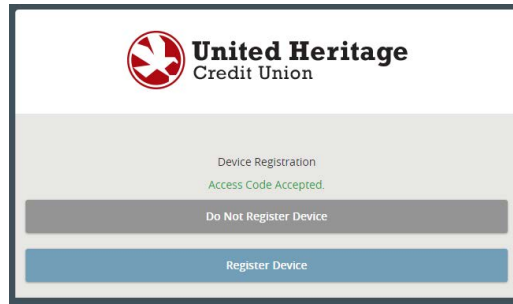 United Heritage
Credit Union
Device Registration
Access Code Accepted.
Do Not Register Device
Register Device